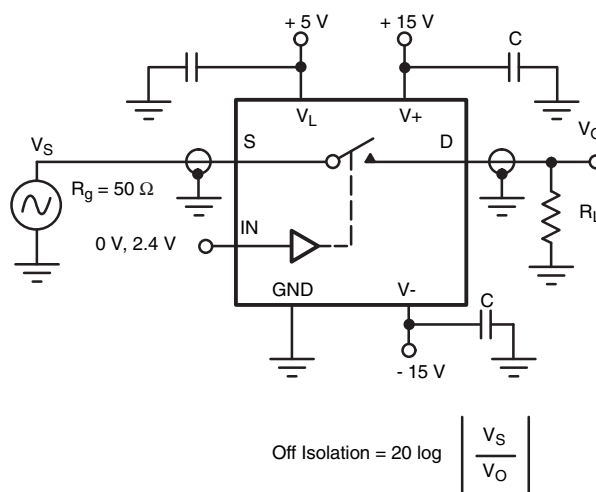 + 5 V
+ 15 V
C
V_L
V+
V_S
S
D
R_g = 50 Ω
R_L
IN
0 V, 2.4 V
GND
V-
C
- 15 V
Off Isolation = 20 log | V_S / V_O |